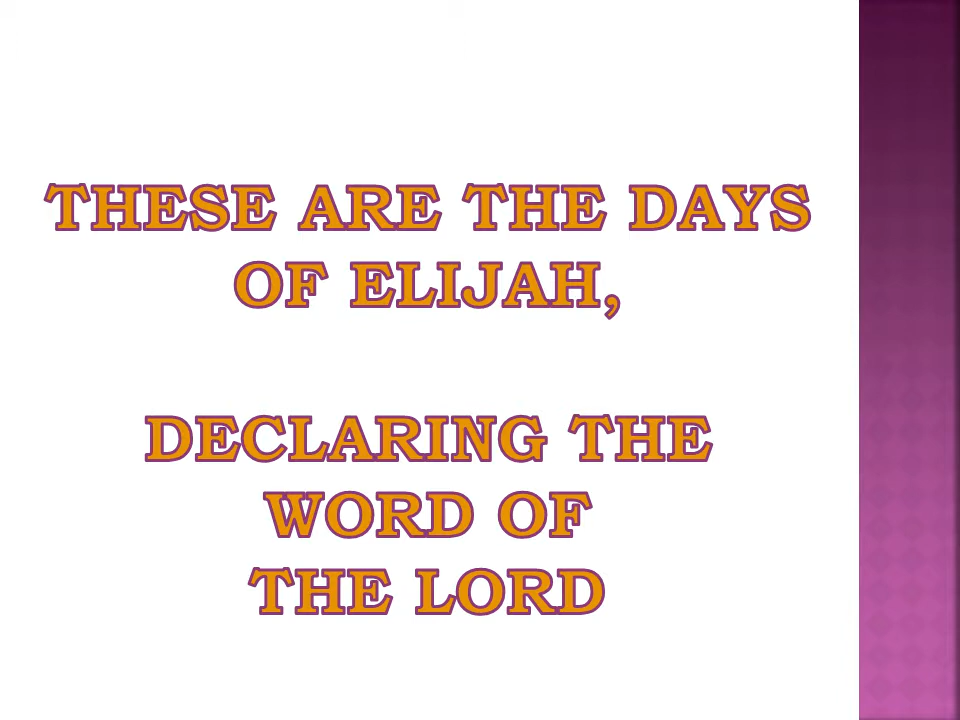 THESE ARE THE DAYS
OF ELIJAH,
DECLARING THE
WORD OF
THE LORD